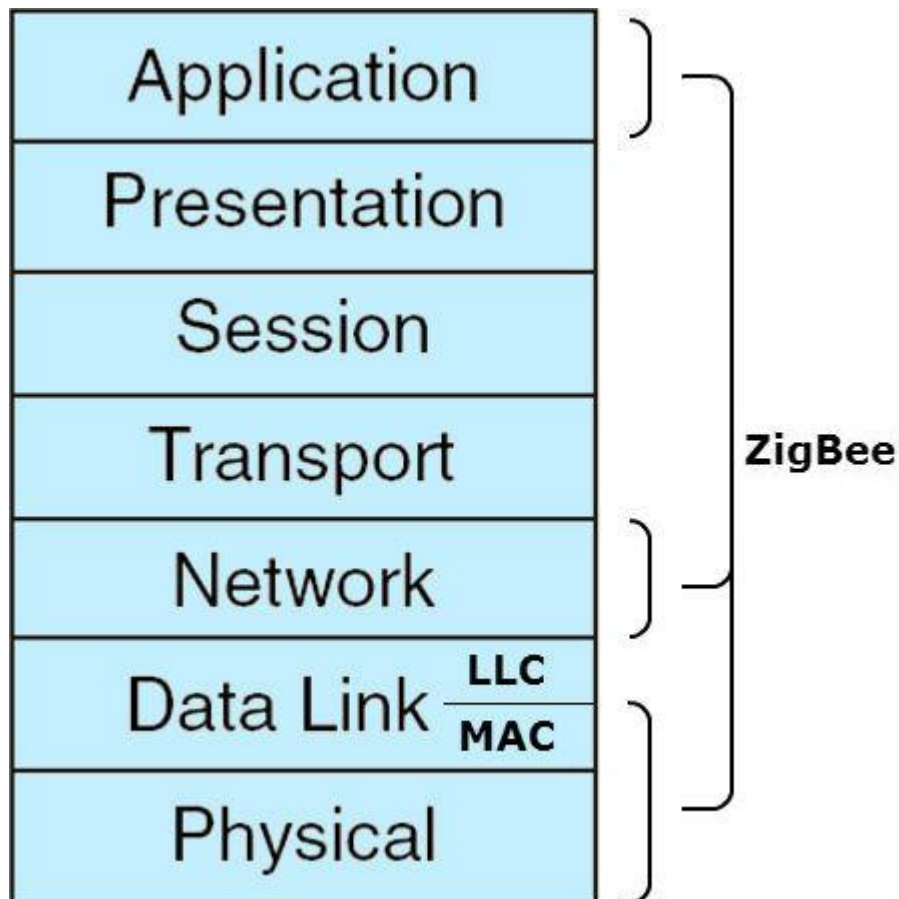 Application
Presentation
Session
Transport
ZigBee
Network
Data Link
LLC
MAC
Physical